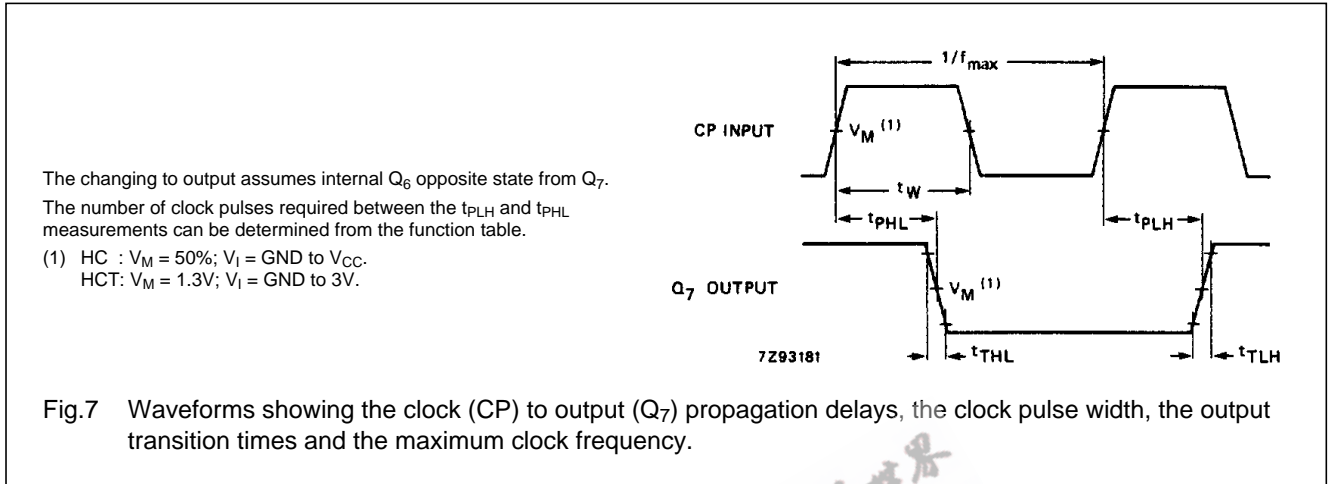 The changing to output assumes internal Q6 opposite state from Q7.
The number of clock pulses required between the tPLH and tPHL
measurements can be determined from the function table.
(1) HC : VM = 50%; VI = GND to VCC.
HCT: VM = 1.3V; VI = GND to 3V.
1/fmax
CP INPUT
VM (1)
tW
tPHL
tPLH
Q7 OUTPUT
VM (1)
7Z93181
tTHL
tTLH
Fig.7 Waveforms showing the clock (CP) to output (Q7) propagation delays, the clock pulse width, the output
transition times and the maximum clock frequency.